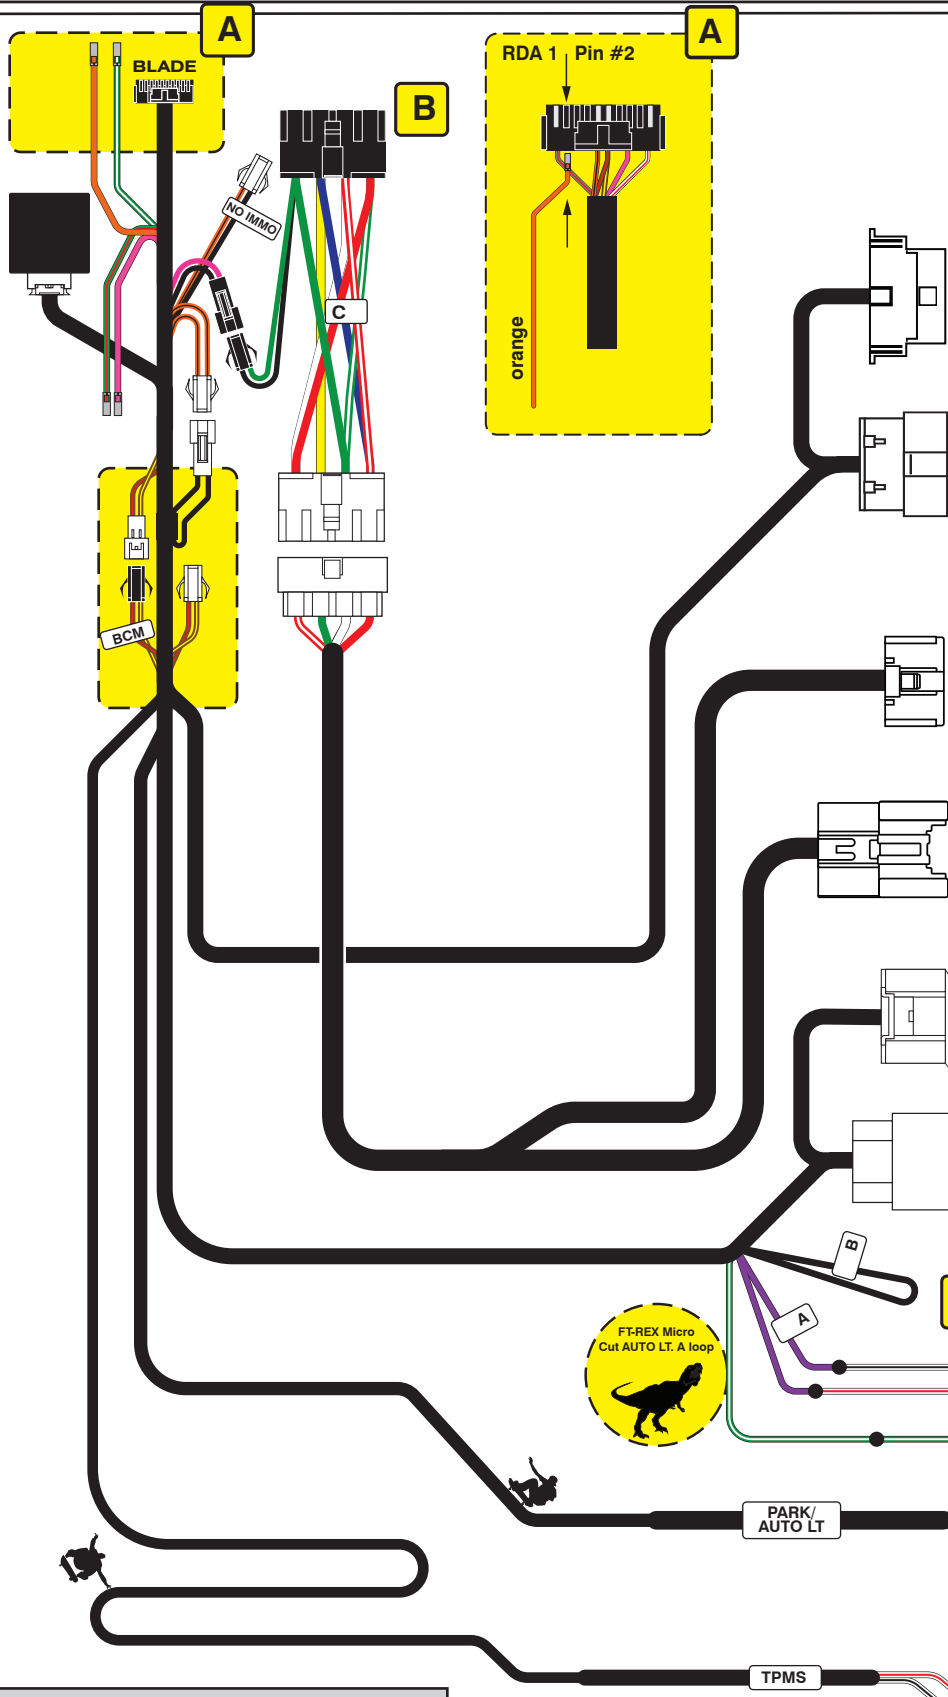 A
A
BLADE
RDA 1
Pin #2
B
NO IMMO
C
orange
BCM
B
A
FT-REX Micro
Cut AUTO LT. A loop
PARK/
AUTO LT
TPMS